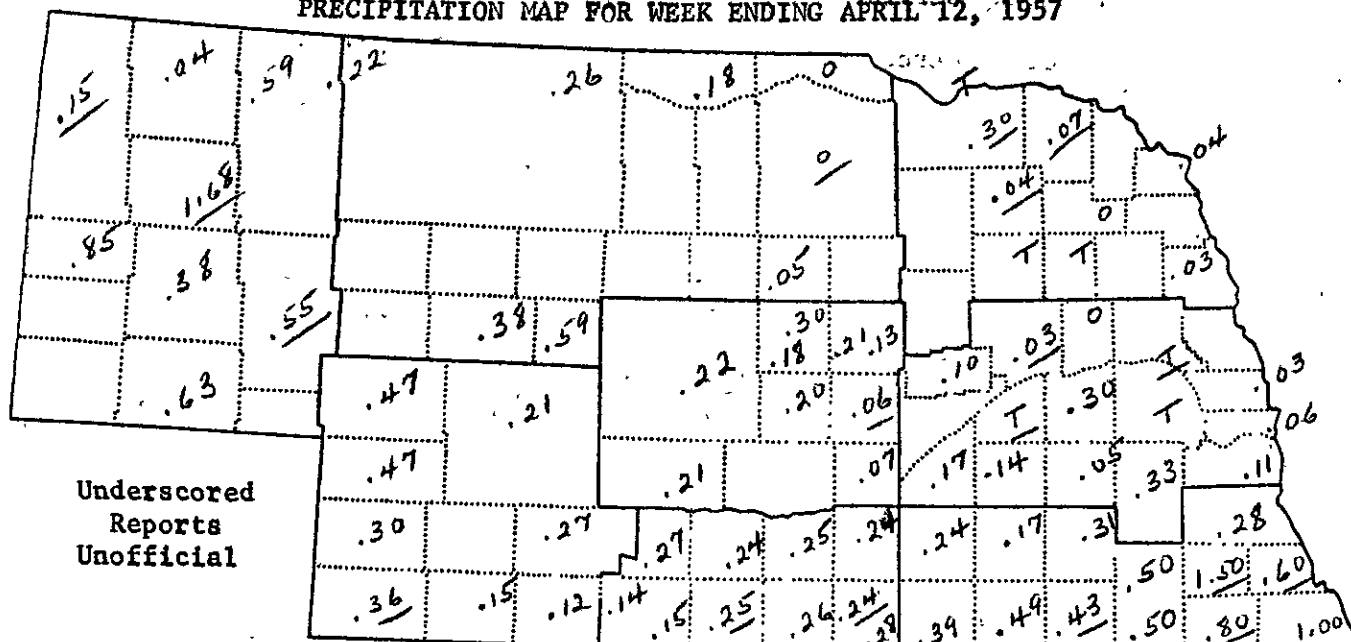 PRECIPITATION MAP FOR WEEK ENDING APRIL 12, 1957
.15 .04 .59 .22 .26 .18 0 T
.30 .07 .04
1.68 0 .04
0
.85 .38 .05 T T .03
.55 .38 .59 .30 .21 .13 .03 0
.18
.63 .47 .21 .22 .20 .06 .10 T .30 T T .03
.06
.47 .21 .07 .17 .14 .05 .33 .11
Underscored
Reports
Unofficial
.30 .27 .27 .24 .25 .24 .24 .17 .31 .28
.50 1.50 .60
.36 .15 .12 .14 .15 .25 .26 .24 .28 .39 .49 .43 .50 .80 1.00